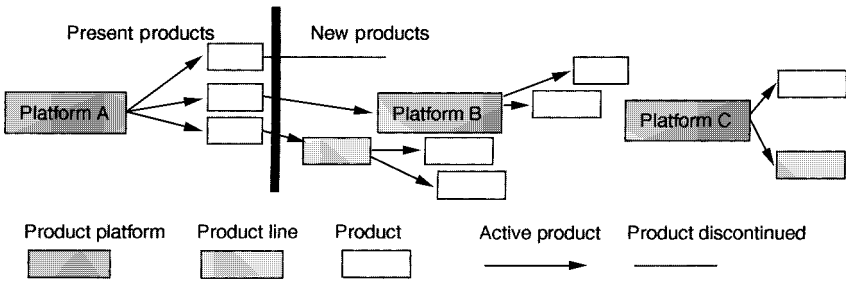 Present products
New products
Platform A
Platform B
Platform C
Product platform
Product line
Product
Active product
Product discontinued